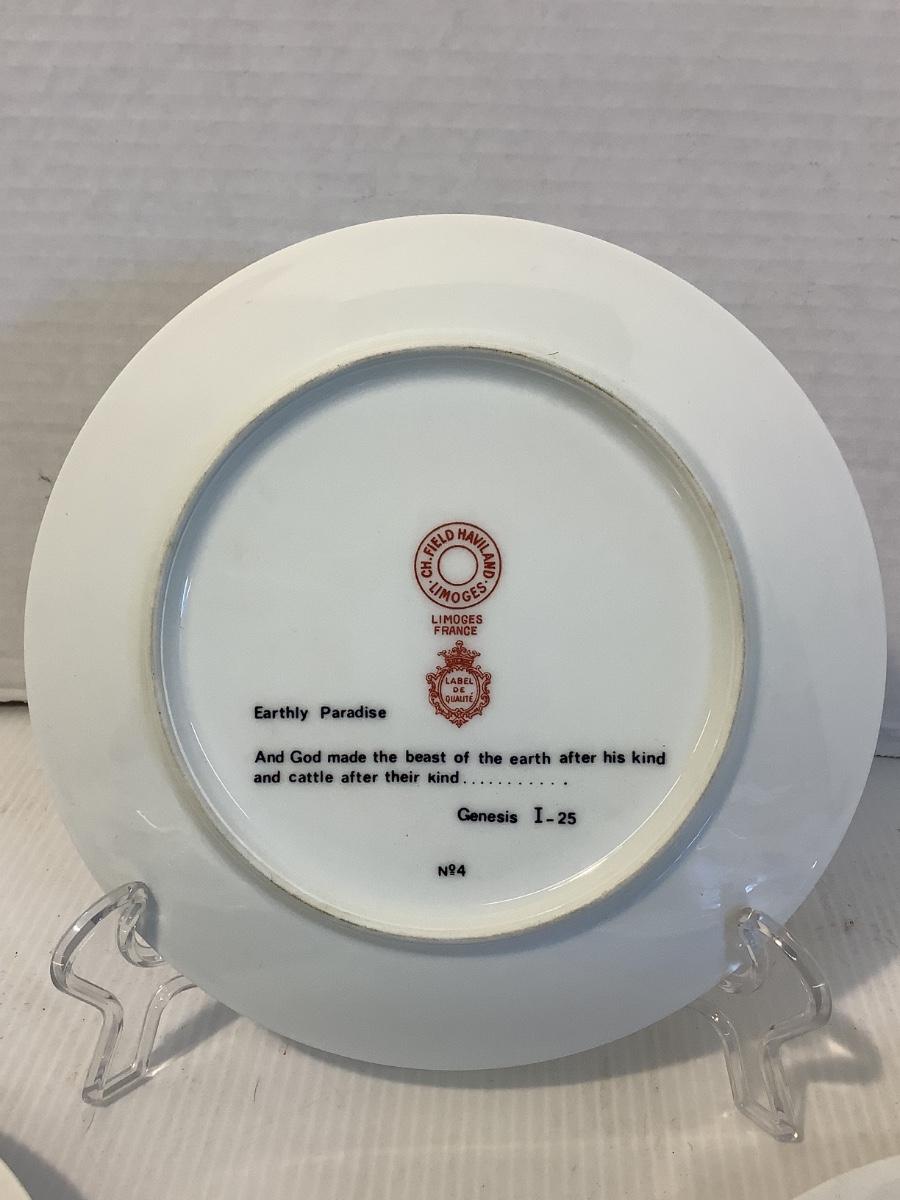 CH. FIELD HAVILAND
· LIMOGES ·
LIMOGES
FRANCE
LABEL
DE
QUALITÉ
Earthly Paradise
And God made the beast of the earth after his kind
and cattle after their kind...........
Genesis I-25
Nº4